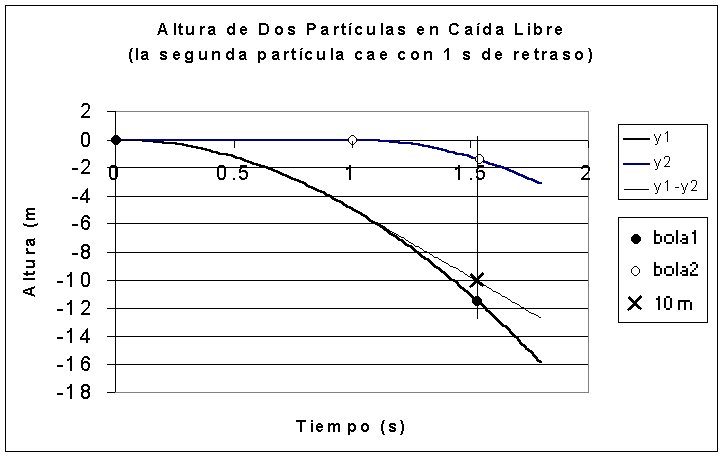 Altura de Dos Partículas en Caída Libre
(la segunda partícula cae con 1 s de retraso)
2
0
-2
-4
-6
-8
-10
-12
-14
-16
-18
0
0.5
1
1.5
2
Altura (m
Tiempo (s)
y1
y2
y1-y2
bola1
bola2
10 m